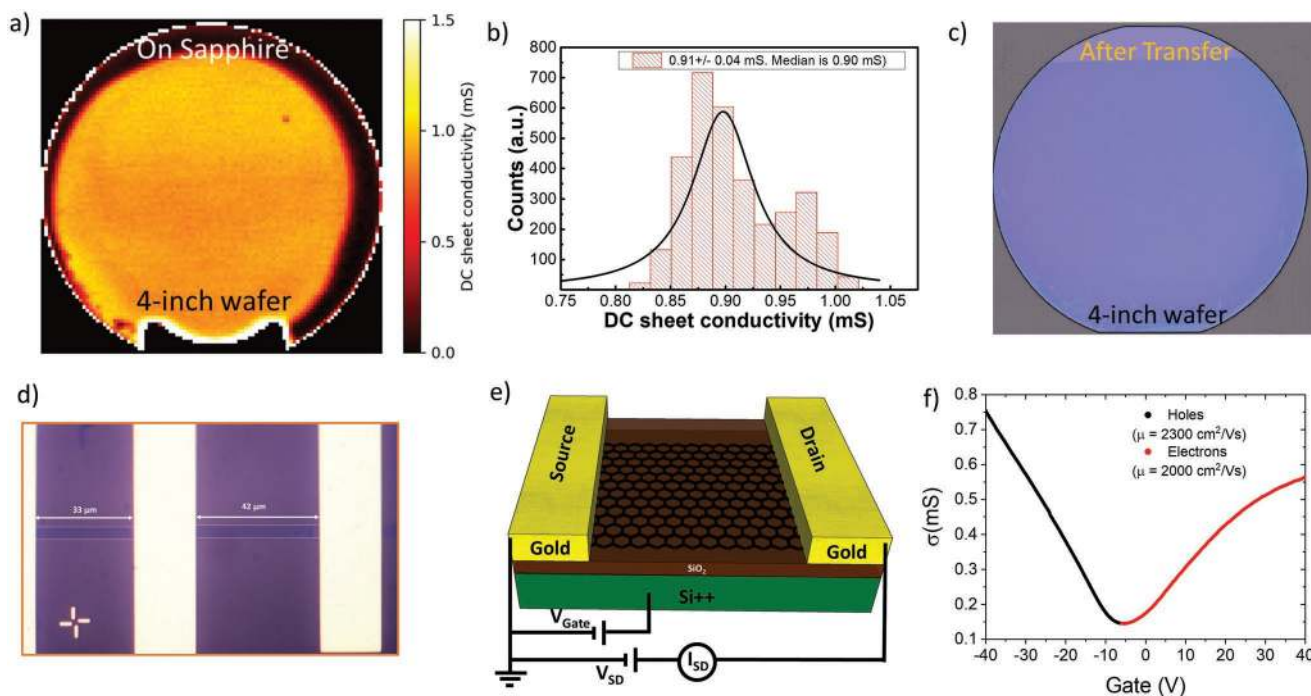 a)
On Sapphire
4-inch wafer
1.5
1.0
0.5
0.0
DC sheet conductivity (mS)
b)
0.91+/- 0.04 mS. Median is 0.90 mS)
800
700
600
500
400
300
200
100
Counts (a.u.)
0.75 0.80 0.85 0.90 0.95 1.00 1.05
DC sheet conductivity (mS)
c)
After Transfer
4-inch wafer
d)
33 μm
42 μm
e)
Source
Drain
Gold
Gold
SiO₂
Si++
VGate
VSD
ISD
f)
0.8
0.7
0.6
0.5
0.4
0.3
0.2
0.1
σ(mS)
Holes
(μ = 2300 cm²/Vs)
Electrons
(μ = 2000 cm²/Vs)
-40 -30 -20 -10 0 10 20 30 40
Gate (V)